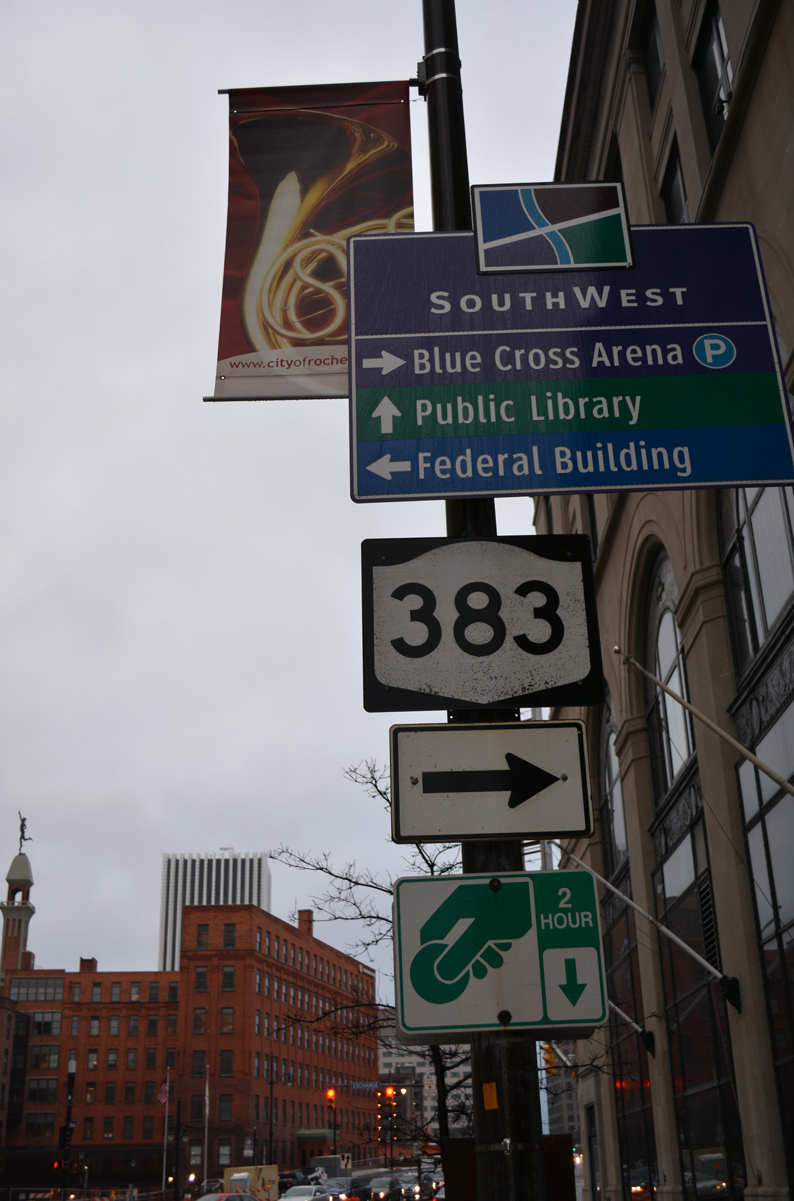 www.cityofroche
SOUTHWEST
Blue Cross Arena P
Public Library
Federal Building
383
2
HOUR